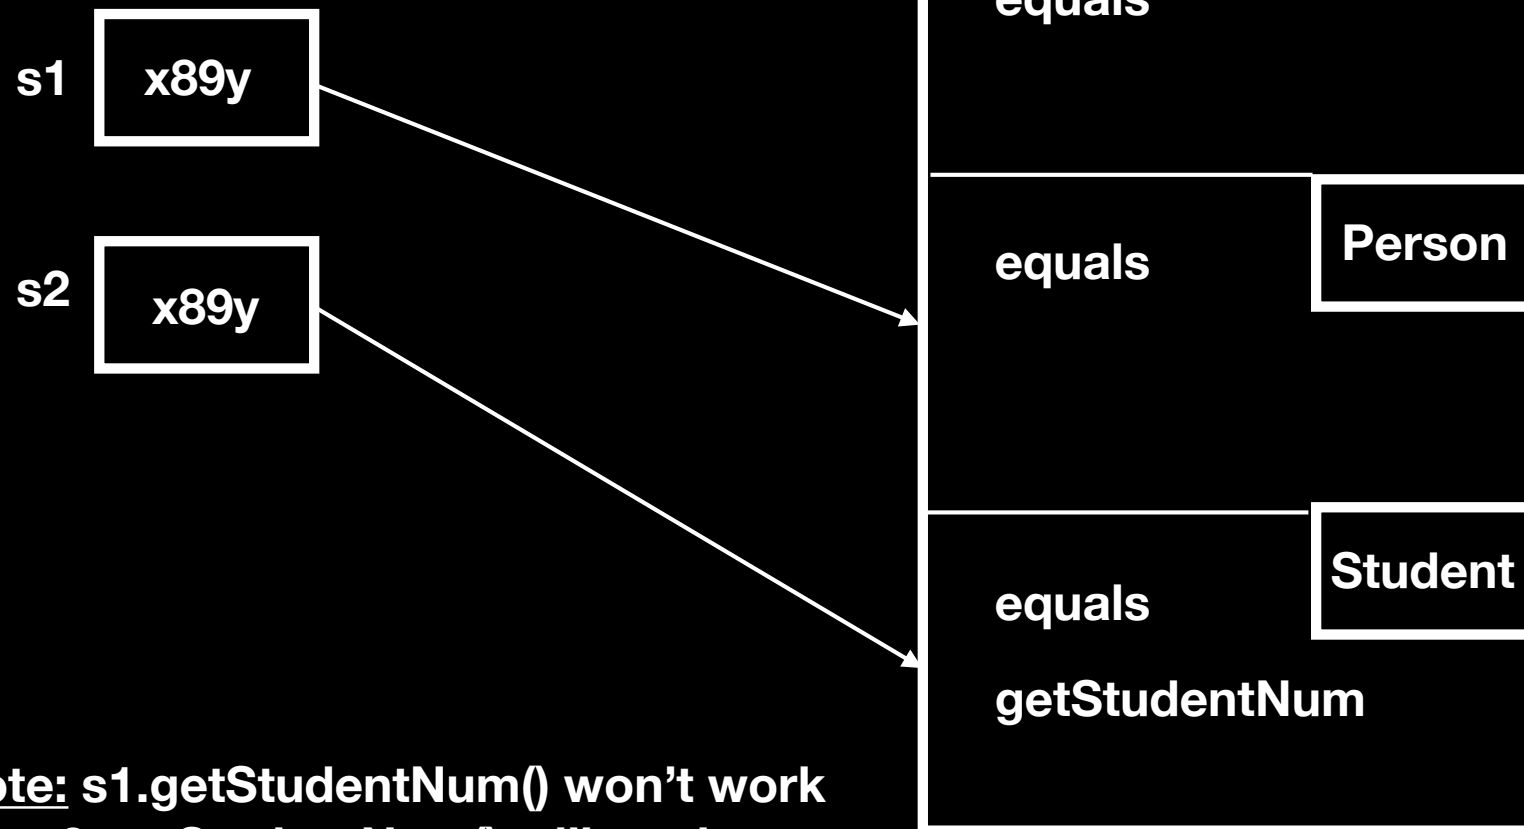 equals
s1
x89y
Person
equals
s2
x89y
Student
equals
getStudentNum
s1.getStudentNum() won’t work